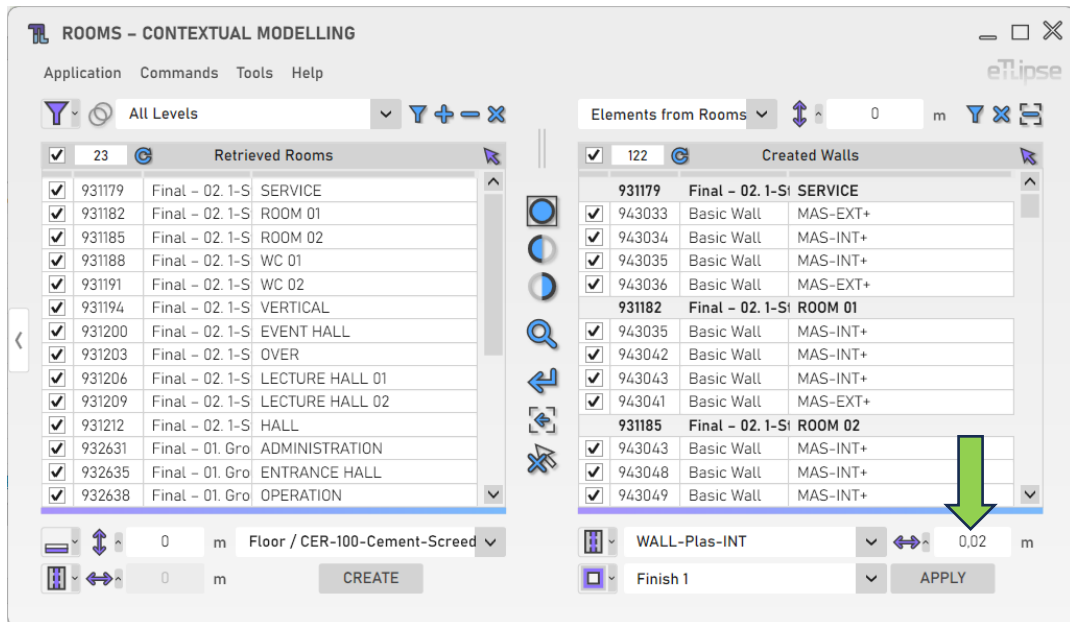 ROOMS – CONTEXTUAL MODELLING
Application Commands Tools Help
eTLipse
All Levels
Elements from Rooms 0 m
23 Retrieved Rooms
931179 Final – 02. 1-S SERVICE
931182 Final – 02. 1-S ROOM 01
931185 Final – 02. 1-S ROOM 02
931188 Final – 02. 1-S WC 01
931191 Final – 02. 1-S WC 02
931194 Final – 02. 1-S VERTICAL
931200 Final – 02. 1-S EVENT HALL
931203 Final – 02. 1-S OVER
931206 Final – 02. 1-S LECTURE HALL 01
931209 Final – 02. 1-S LECTURE HALL 02
931212 Final – 02. 1-S HALL
932631 Final – 01. Gro ADMINISTRATION
932635 Final – 01. Gro ENTRANCE HALL
932638 Final – 01. Gro OPERATION
122 Created Walls
931179 Final – 02. 1-St SERVICE
943033 Basic Wall MAS-EXT+
943034 Basic Wall MAS-INT+
943035 Basic Wall MAS-INT+
943036 Basic Wall MAS-EXT+
931182 Final – 02. 1-St ROOM 01
943035 Basic Wall MAS-INT+
943042 Basic Wall MAS-INT+
943043 Basic Wall MAS-INT+
943041 Basic Wall MAS-EXT+
931185 Final – 02. 1-St ROOM 02
943043 Basic Wall MAS-INT+
943048 Basic Wall MAS-INT+
943049 Basic Wall MAS-INT+
0 m Floor / CER-100-Cement-Screed
0 m CREATE
WALL-Plas-INT 0,02 m
Finish 1 APPLY